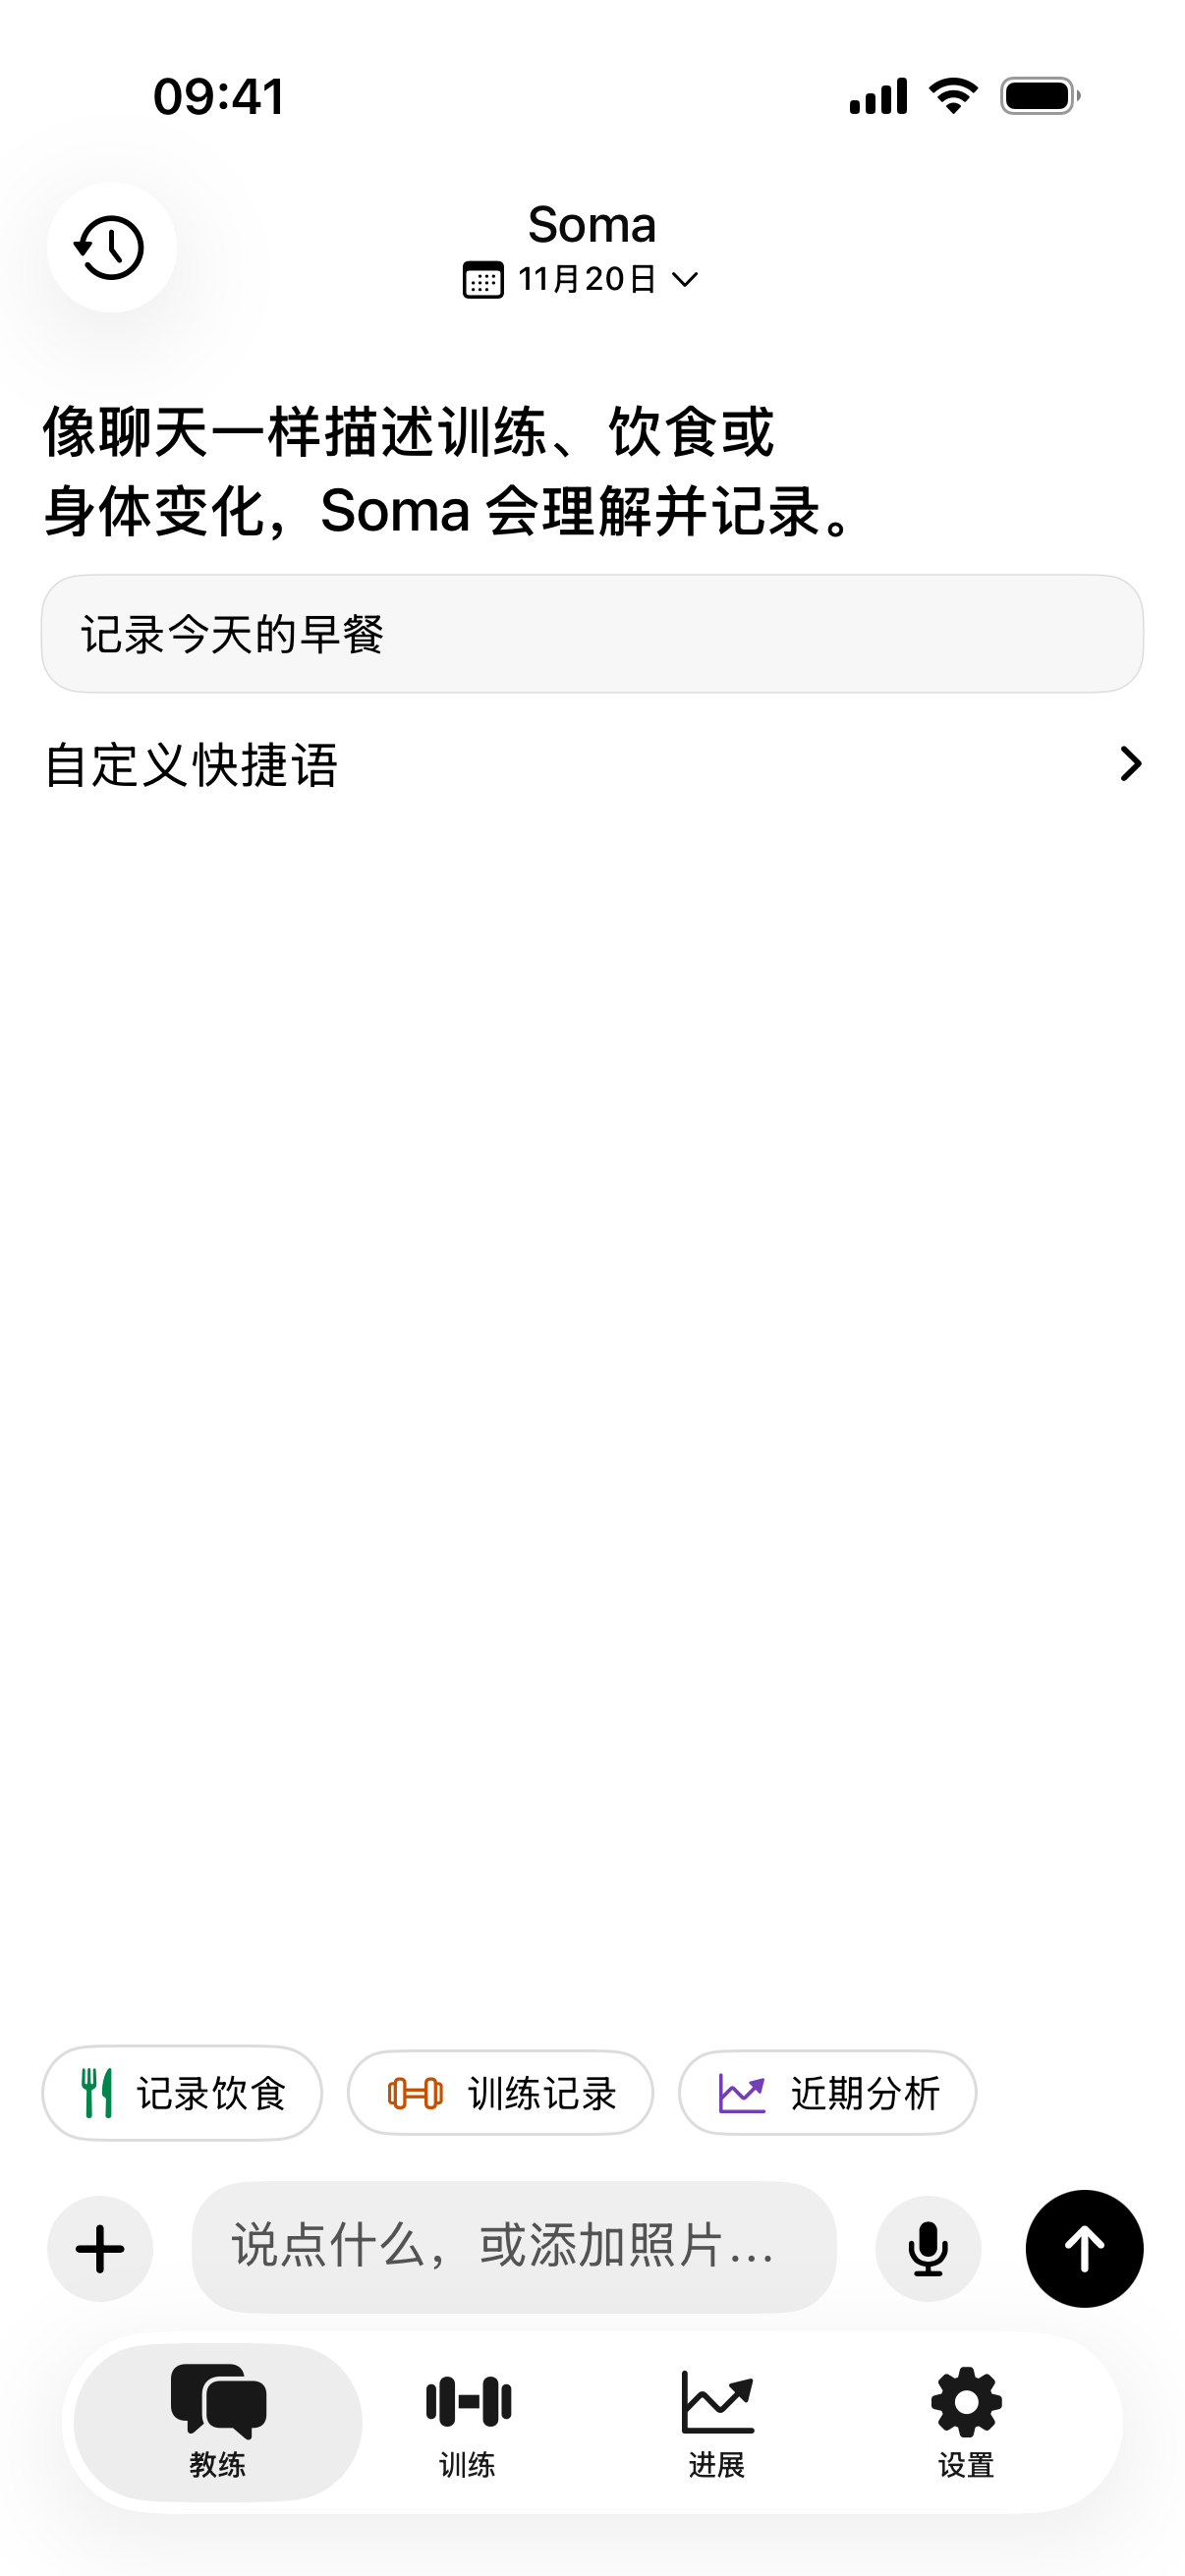 09:41
Soma
11月20日
像聊天一样描述训练、饮食或
身体变化，Soma 会理解并记录。
记录今天的早餐
自定义快捷语
记录饮食
训练记录
近期分析
说点什么，或添加照片...
教练
训练
进展
设置